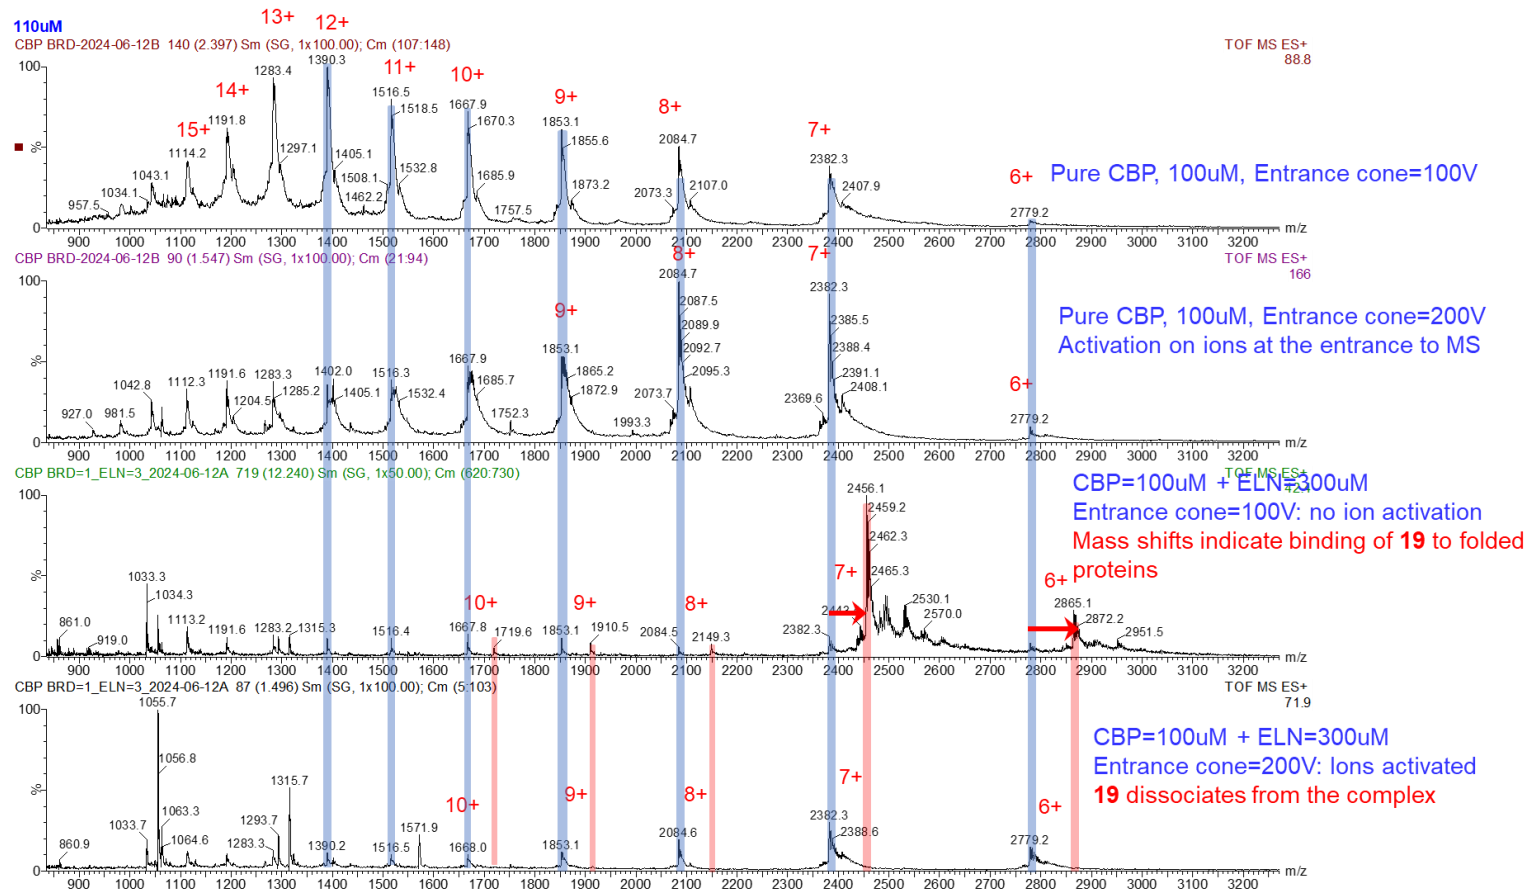 13+ 12+
110uM
CBP BRD-2024-06-12B 140 (2.397) Sm (SG, 1x100.00); Cm (107:148) TOF MS ES+
88.8
100
%
0
957.5 1034.1 1043.1 15+ 1114.2 14+ 1191.8 1283.4 1297.1 1390.3 1405.1 1462.2 1508.1 11+ 1516.5 1518.5 1532.8 10+ 1667.9 1670.3 1685.9 1757.5 9+ 1853.1 1855.6 1873.2 8+ 2073.3 2084.7 2107.0 7+ 2382.3 2407.9 6+ 2779.2
Pure CBP, 100uM, Entrance cone=100V
900 1000 1100 1200 1300 1400 1500 1600 1700 1800 1900 2000 2100 2200 2300 2400 2500 2600 2700 2800 2900 3000 3100 3200 m/z
CBP BRD-2024-06-12B 90 (1.547) Sm (SG, 1x100.00); Cm (21:94) TOF MS ES+
166
100
%
0
927.0 981.5 1042.8 1112.3 1191.6 1204.5 1283.3 1285.2 1402.0 1405.1 1516.3 1532.4 1667.9 1685.7 1752.3 9+ 1853.1 1865.2 1872.9 1993.3 2073.7 8+ 2084.7 2087.5 2089.9 2092.7 2095.3 2369.6 7+ 2382.3 2385.5 2388.4 2391.1 2408.1 6+ 2779.2
Pure CBP, 100uM, Entrance cone=200V
Activation on ions at the entrance to MS
900 1000 1100 1200 1300 1400 1500 1600 1700 1800 1900 2000 2100 2200 2300 2400 2500 2600 2700 2800 2900 3000 3100 3200 m/z
CBP BRD=1_ELN=3_2024-06-12A 719 (12.240) Sm (SG, 1x50.00); Cm (620:730) TOF MS ES+
100
%
0
861.0 919.0 1033.3 1034.3 1113.2 1191.6 1283.2 1315.3 1516.4 10+ 1667.8 1719.6 9+ 1853.1 1910.5 8+ 2084.5 2149.3 2382.3 7+ 2456.1 2459.2 2462.3 2465.3 2530.1 2570.0 6+ 2865.1 2872.2 2951.5
CBP=100uM + ELN=300uM
Entrance cone=100V: no ion activation
Mass shifts indicate binding of 19 to folded
proteins
900 1000 1100 1200 1300 1400 1500 1600 1700 1800 1900 2000 2100 2200 2300 2400 2500 2600 2700 2800 2900 3000 3100 3200 m/z
CBP BRD=1_ELN=3_2024-06-12A 87 (1.496) Sm (SG, 1x100.00); Cm (5:103) TOF MS ES+
71.9
100
%
0
860.9 1033.7 1055.7 1056.8 1063.3 1064.6 1283.3 1293.7 1315.7 1390.2 1516.5 1571.9 10+ 1668.0 9+ 1853.1 8+ 2084.6 7+ 2382.3 2388.6 6+ 2779.2
CBP=100uM + ELN=300uM
Entrance cone=200V: Ions activated
19 dissociates from the complex
900 1000 1100 1200 1300 1400 1500 1600 1700 1800 1900 2000 2100 2200 2300 2400 2500 2600 2700 2800 2900 3000 3100 3200 m/z